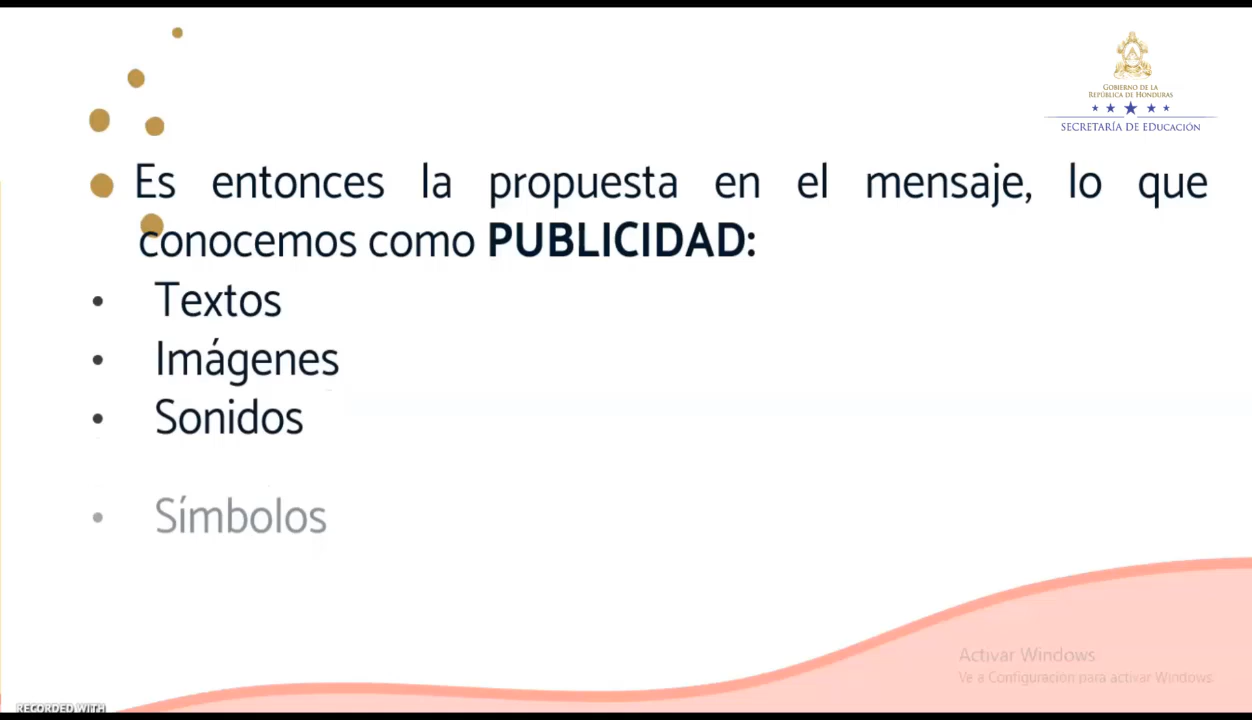 GOBIERNO DE LA
REPÚBLICA DE HONDURAS
SECRETARÍA DE EDUCACIÓN
Es entonces la propuesta en el mensaje, lo que
conocemos como PUBLICIDAD:
• Textos
• Imágenes
• Sonidos
• Símbolos
Activar Windows
Ve a Configuración para activar Windows.
RECORDED WITH